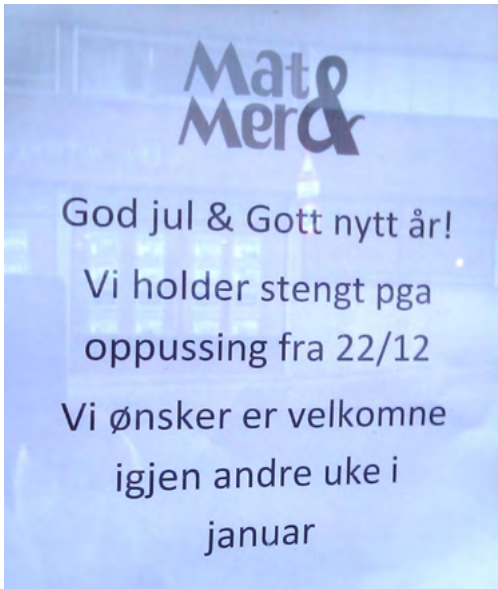 Mat &
Mer
God jul & Gott nytt år!
Vi holder stengt pga
oppussing fra 22/12
Vi ønsker er velkomne
igjen andre uke i
januar